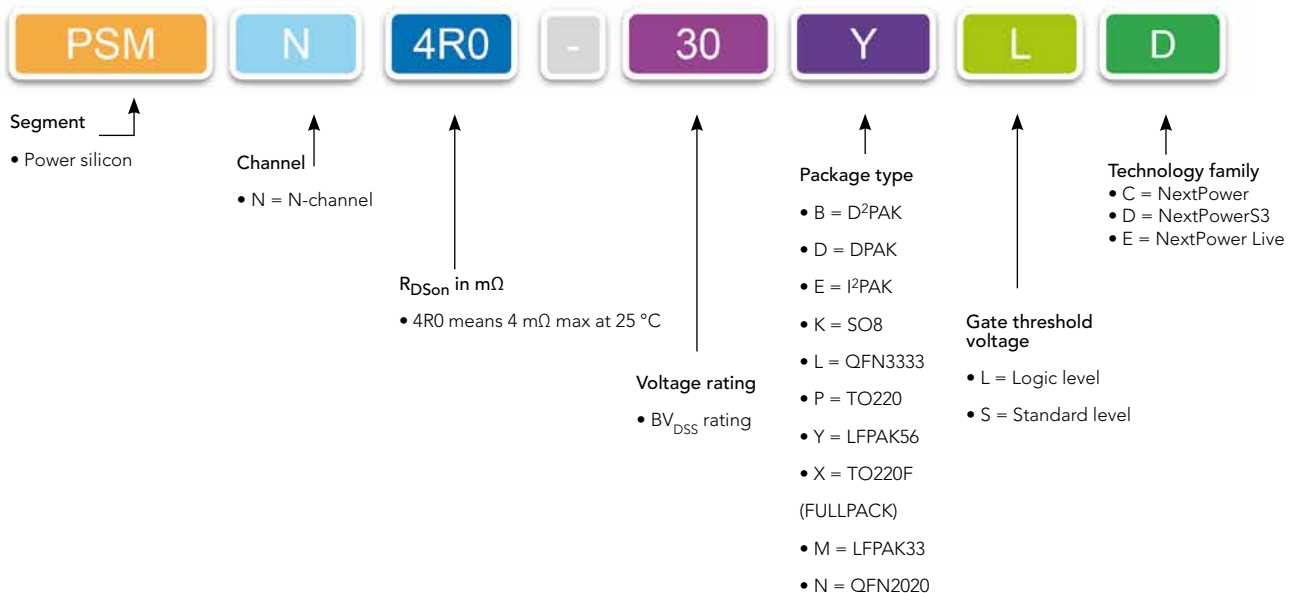 PSM N 4R0 - 30 Y L D
Segment
• Power silicon
Channel
• N = N-channel
RDSon in mΩ
• 4R0 means 4 mΩ max at 25 °C
Voltage rating
• BVDSS rating
Package type
• B = D²PAK
• D = DPAK
• E = I²PAK
• K = SO8
• L = QFN3333
• P = TO220
• Y = LFPAK56
• X = TO220F
(FULLPACK)
• M = LFPAK33
• N = QFN2020
Gate threshold
voltage
• L = Logic level
• S = Standard level
Technology family
• C = NextPower
• D = NextPowerS3
• E = NextPower Live